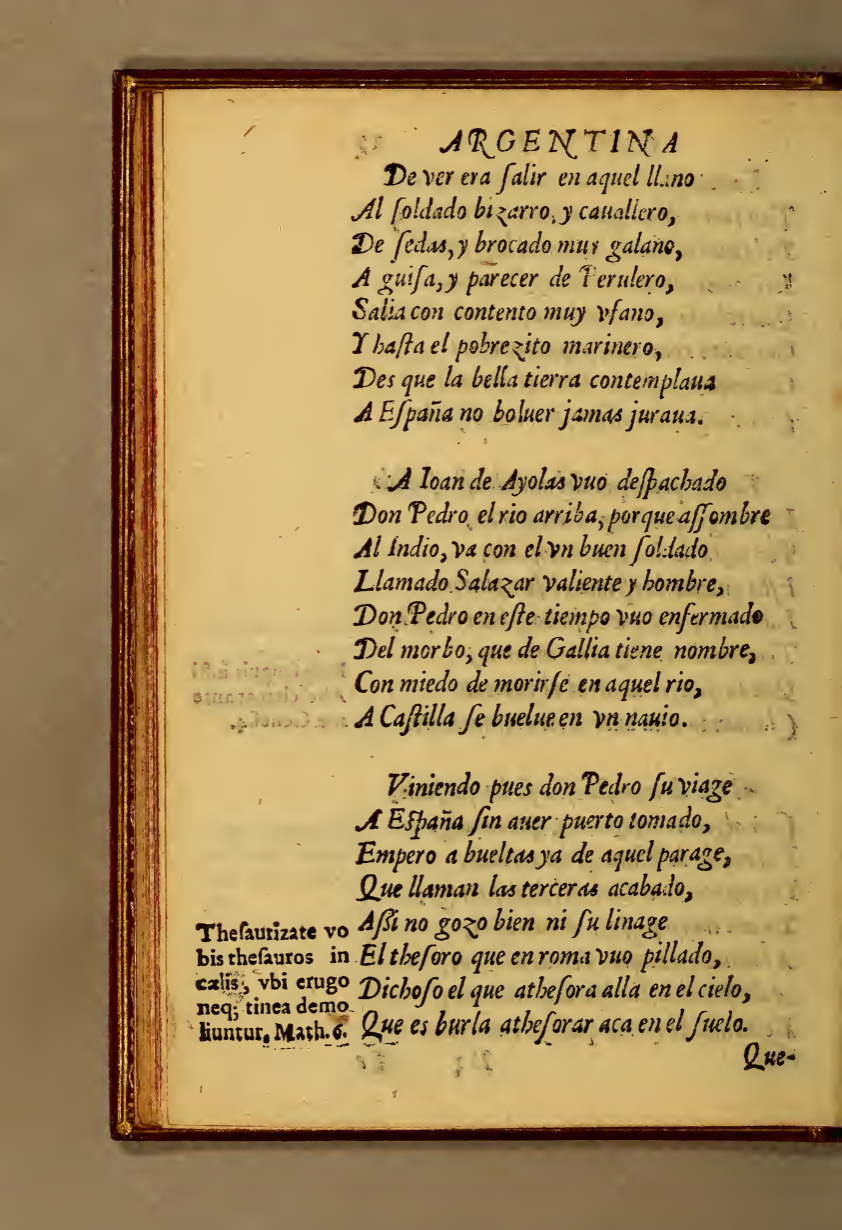 ARGENTINA
De ver era ſalir en aquel llano
Al ſoldado bizarro, y cauallero,
De ſedas, y brocado muy galano,
A guiſa, y parecer de Perulero,
Salia con contento muy vfano,
Y haſta el pobrezito marinero,
Des que la bella tierra contemplaua
A Eſpaña no boluer jamas juraua.
A Ioan de Ayolas vuo deſpachado
Don Pedro, el rio arriba, porque aſſombre
Al Indio, va con el vn buen ſoldado
Llamado Salazar valiente y hombre,
Don Pedro en eſte tiempo vuo enfermado
Del morbo, que de Gallia tiene nombre,
Con miedo de morirſe en aquel rio,
A Caſtilla ſe buelue en vn nauio.
Viniendo pues don Pedro ſu viage
A Eſpaña ſin auer puerto tomado,
Empero a bueltas ya de aquel parage,
Que llaman las terceras acabado,
Aſsi no gozo bien ni ſu linage
El theſoro que en roma vuo pillado,
Dichoſo el que atheſora alla en el cielo,
Que es burla atheſorar aca en el ſuelo.
Que-
Theſaurizate vo
bis theſauros in
cælis, vbi erugo
neq; tinea demo
liuntur. Math. 6.